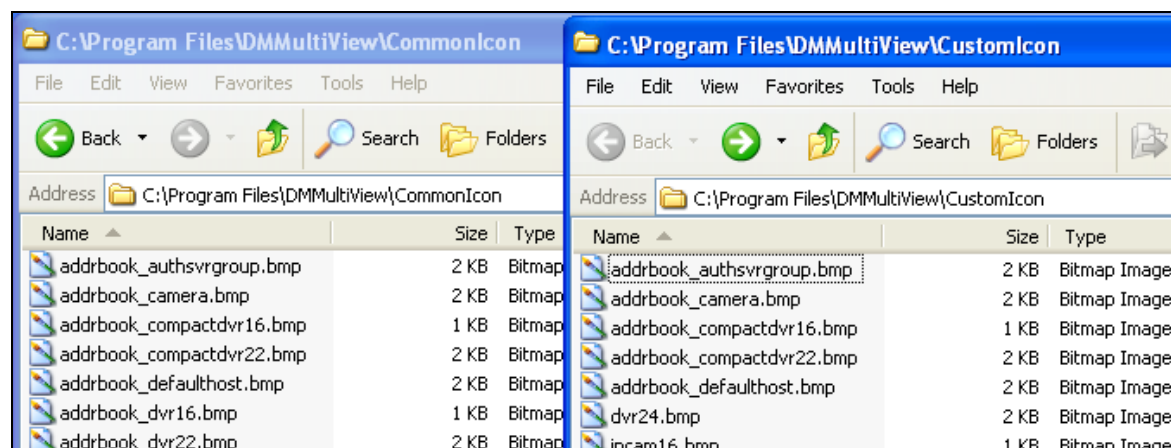 C:\Program Files\DMMultiView\CommonIcon
File Edit View Favorites Tools Help
Back Search Folders
Address C:\Program Files\DMMultiView\CommonIcon
Name Size Type
addrbook_authsvrgroup.bmp 2 KB Bitmap
addrbook_camera.bmp 2 KB Bitmap
addrbook_compactdvr16.bmp 1 KB Bitmap
addrbook_compactdvr22.bmp 2 KB Bitmap
addrbook_defaulthost.bmp 2 KB Bitmap
addrbook_dvr16.bmp 1 KB Bitmap
addrbook_dvr22.bmp 2 KB Bitmap
C:\Program Files\DMMultiView\CustomIcon
File Edit View Favorites Tools Help
Back Search Folders
Address C:\Program Files\DMMultiView\CustomIcon
Name Size Type
addrbook_authsvrgroup.bmp 2 KB Bitmap Image
addrbook_camera.bmp 2 KB Bitmap Image
addrbook_compactdvr16.bmp 1 KB Bitmap Image
addrbook_compactdvr22.bmp 2 KB Bitmap Image
addrbook_defaulthost.bmp 2 KB Bitmap Image
dvr24.bmp 2 KB Bitmap Image
ipcam16.bmp 1 KB Bitmap Image